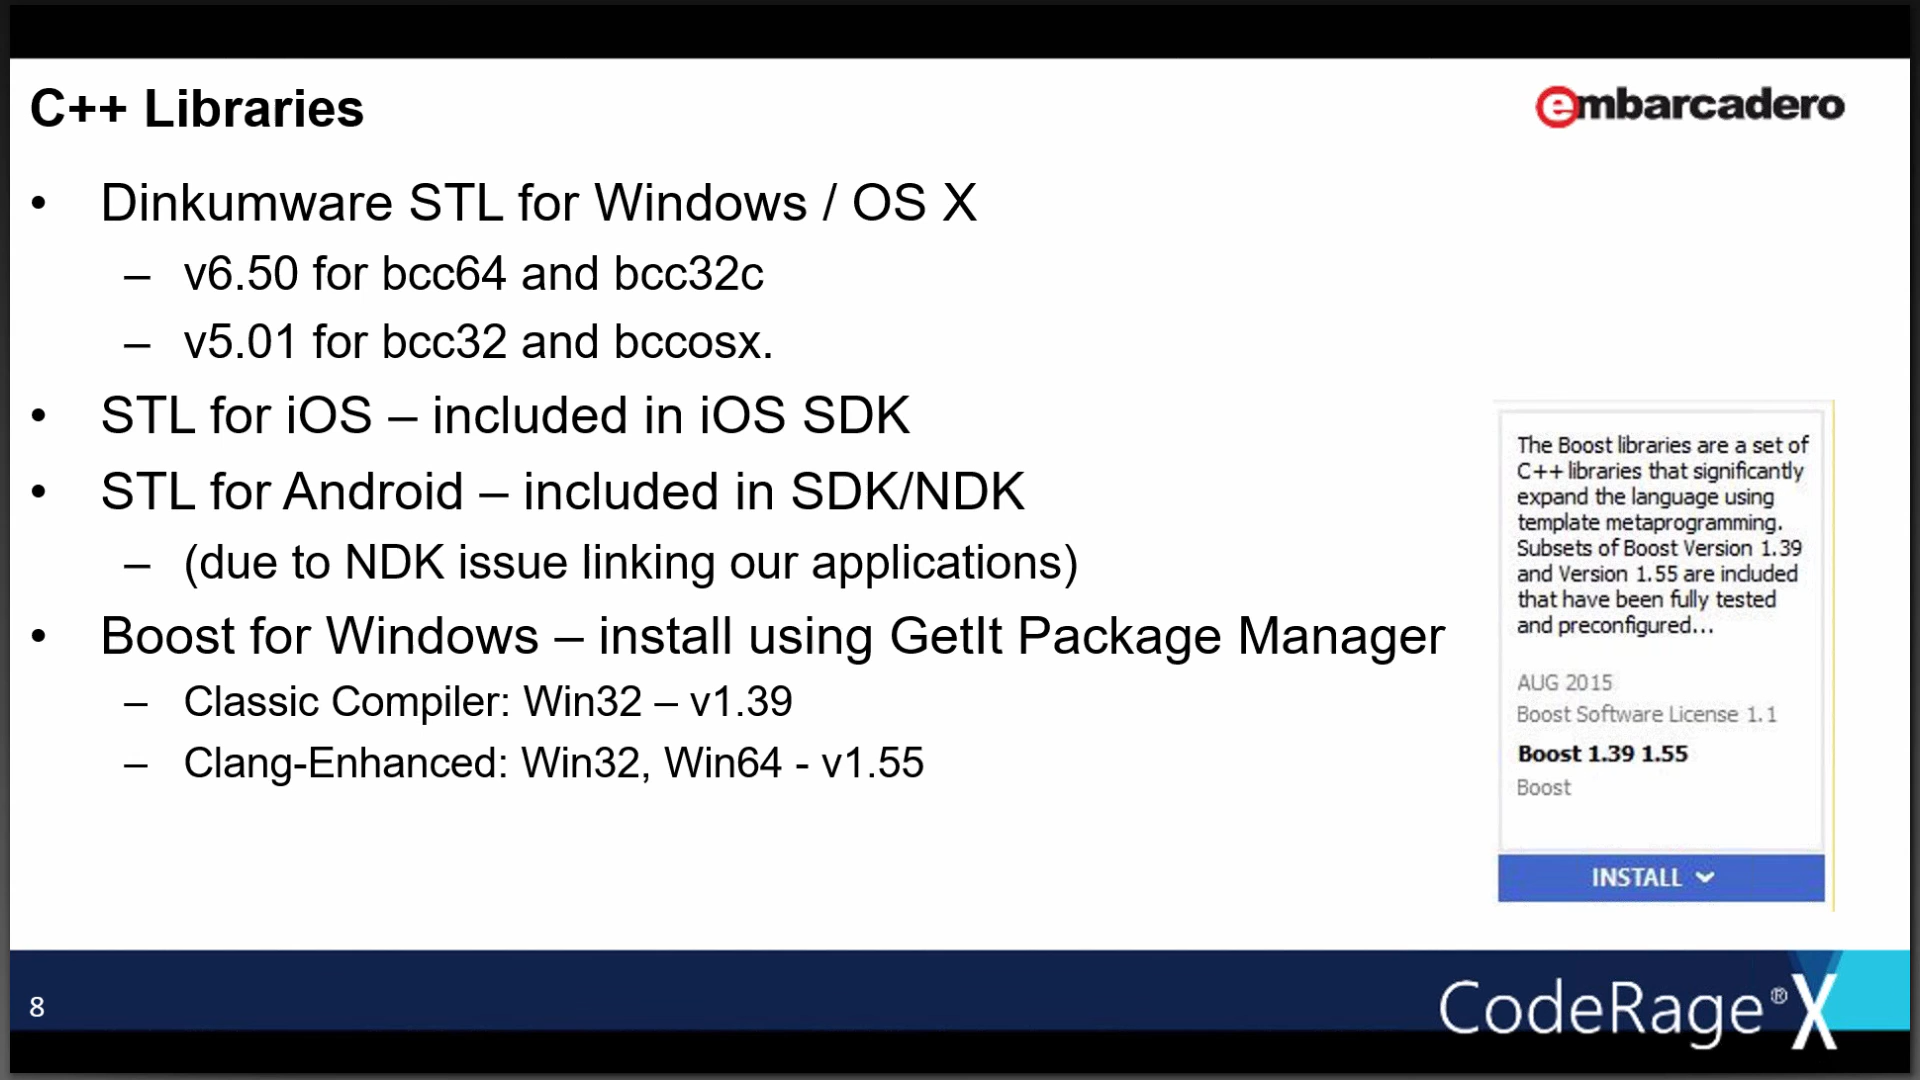 C++ Libraries
embarcadero
• Dinkumware STL for Windows / OS X
– v6.50 for bcc64 and bcc32c
– v5.01 for bcc32 and bccosx.
• STL for iOS – included in iOS SDK
• STL for Android – included in SDK/NDK
– (due to NDK issue linking our applications)
• Boost for Windows – install using GetIt Package Manager
– Classic Compiler: Win32 – v1.39
– Clang-Enhanced: Win32, Win64 - v1.55
The Boost libraries are a set of
C++ libraries that significantly
expand the language using
template metaprogramming.
Subsets of Boost Version 1.39
and Version 1.55 are included
that have been fully tested
and preconfigured...
AUG 2015
Boost Software License 1.1
Boost 1.39 1.55
Boost
INSTALL
8
CodeRage® X